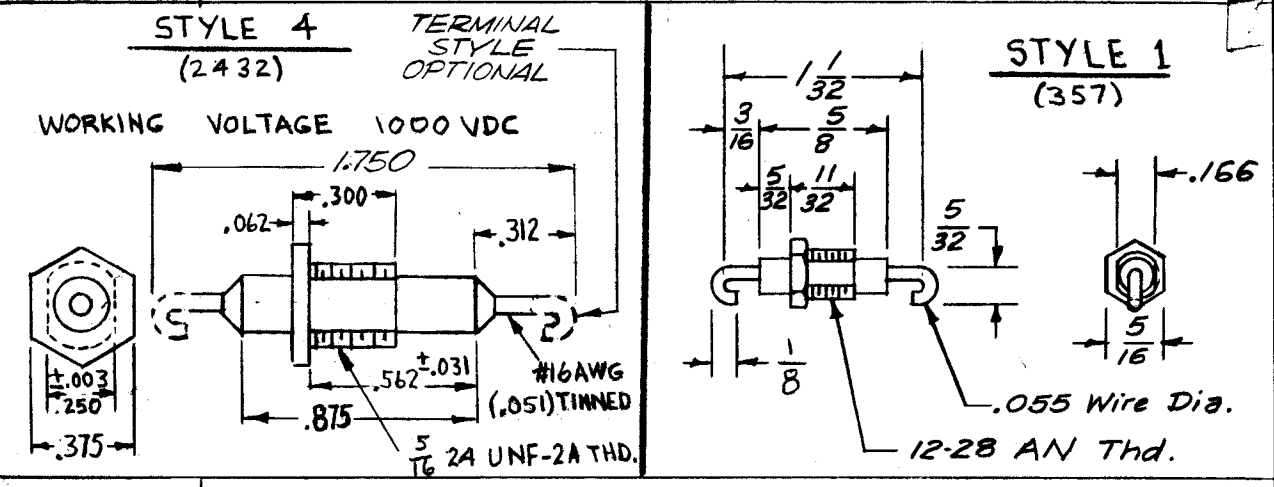 STYLE 4
(2432)
TERMINAL
STYLE
OPTIONAL
WORKING VOLTAGE 1000 VDC
1.750
.300
.062
.312
±.003
.250
.375
.562 ±.031
.875
#16AWG
(.051) TINNED
5/16 24 UNF-2A THD.
STYLE 1
(357)
1 1/32
3/16
5/8
5/32
11/32
.166
5/32
5/16
1/8
.055 Wire Dia.
12-28 AN Thd.